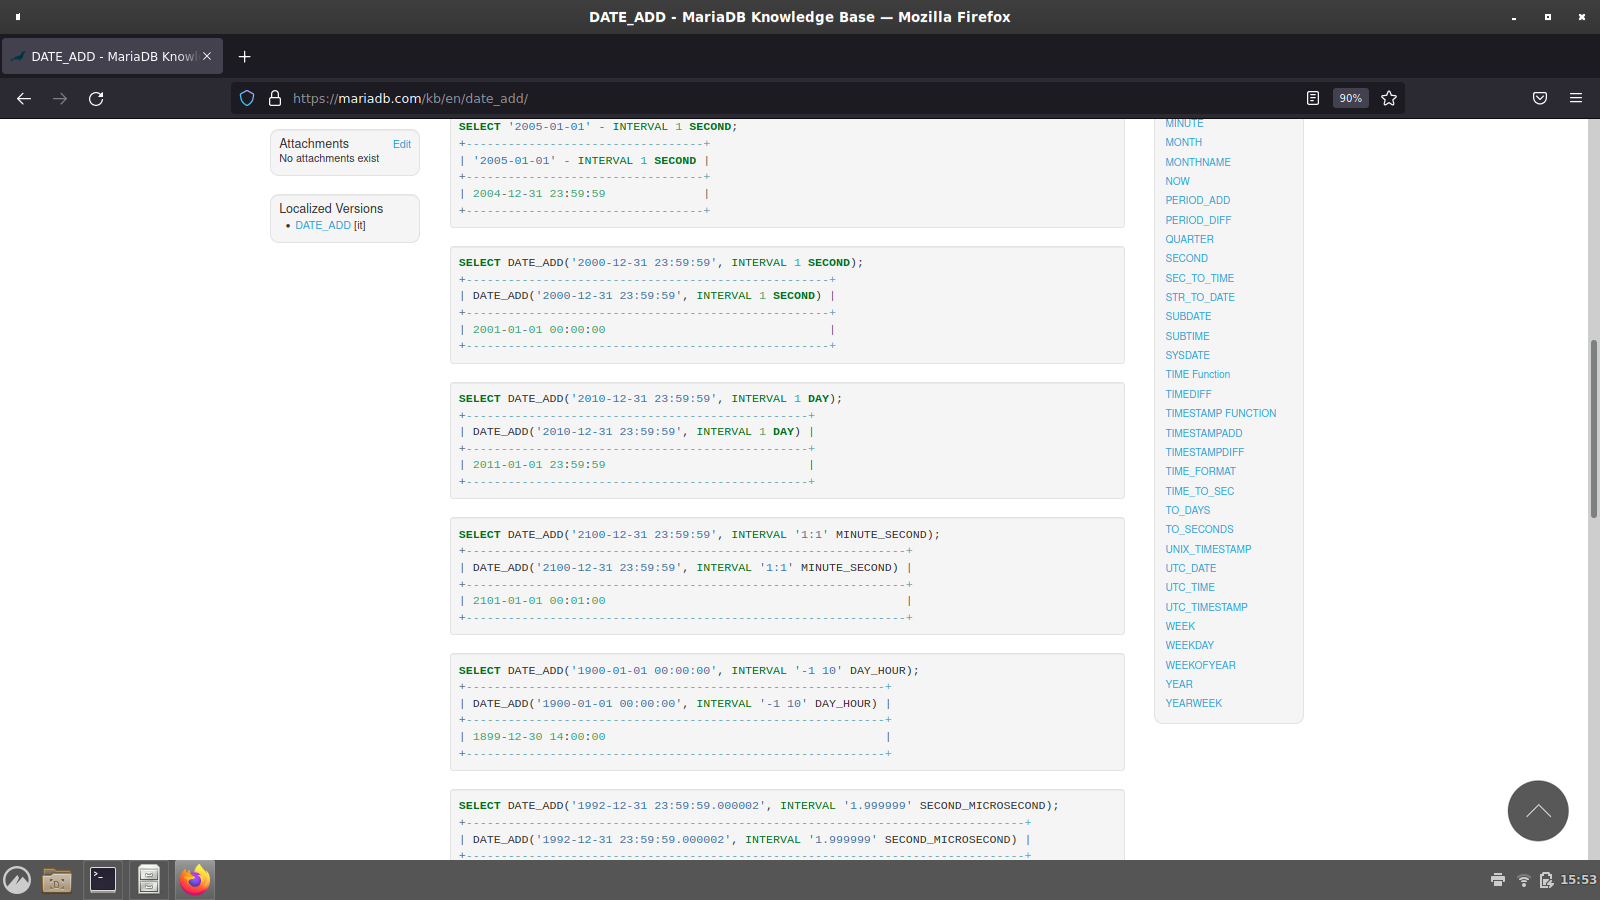 DATE_ADD - MariaDB Knowledge Base — Mozilla Firefox
DATE_ADD - MariaDB Knowl
https://mariadb.com/kb/en/date_add/
90%
Attachments
Edit
No attachments exist
Localized Versions
• DATE_ADD [it]
SELECT '2005-01-01' - INTERVAL 1 SECOND;
+----------------------------------+
| '2005-01-01' - INTERVAL 1 SECOND |
+----------------------------------+
| 2004-12-31 23:59:59              |
+----------------------------------+
SELECT DATE_ADD('2000-12-31 23:59:59', INTERVAL 1 SECOND);
+----------------------------------------------------+
| DATE_ADD('2000-12-31 23:59:59', INTERVAL 1 SECOND) |
+----------------------------------------------------+
| 2001-01-01 00:00:00                                |
+----------------------------------------------------+
SELECT DATE_ADD('2010-12-31 23:59:59', INTERVAL 1 DAY);
+-------------------------------------------------+
| DATE_ADD('2010-12-31 23:59:59', INTERVAL 1 DAY) |
+-------------------------------------------------+
| 2011-01-01 23:59:59                             |
+-------------------------------------------------+
SELECT DATE_ADD('2100-12-31 23:59:59', INTERVAL '1:1' MINUTE_SECOND);
+---------------------------------------------------------------+
| DATE_ADD('2100-12-31 23:59:59', INTERVAL '1:1' MINUTE_SECOND) |
+---------------------------------------------------------------+
| 2101-01-01 00:01:00                                           |
+---------------------------------------------------------------+
SELECT DATE_ADD('1900-01-01 00:00:00', INTERVAL '-1 10' DAY_HOUR);
+------------------------------------------------------------+
| DATE_ADD('1900-01-01 00:00:00', INTERVAL '-1 10' DAY_HOUR) |
+------------------------------------------------------------+
| 1899-12-30 14:00:00                                        |
+------------------------------------------------------------+
SELECT DATE_ADD('1992-12-31 23:59:59.000002', INTERVAL '1.999999' SECOND_MICROSECOND);
+--------------------------------------------------------------------------------+
| DATE_ADD('1992-12-31 23:59:59.000002', INTERVAL '1.999999' SECOND_MICROSECOND) |
+--------------------------------------------------------------------------------+
MINUTE
MONTH
MONTHNAME
NOW
PERIOD_ADD
PERIOD_DIFF
QUARTER
SECOND
SEC_TO_TIME
STR_TO_DATE
SUBDATE
SUBTIME
SYSDATE
TIME Function
TIMEDIFF
TIMESTAMP FUNCTION
TIMESTAMPADD
TIMESTAMPDIFF
TIME_FORMAT
TIME_TO_SEC
TO_DAYS
TO_SECONDS
UNIX_TIMESTAMP
UTC_DATE
UTC_TIME
UTC_TIMESTAMP
WEEK
WEEKDAY
WEEKOFYEAR
YEAR
YEARWEEK
15:53